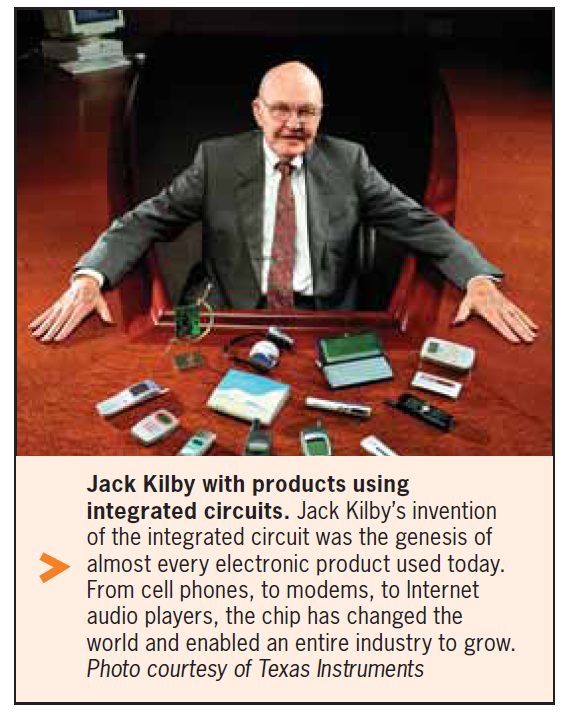 Jack Kilby with products using
integrated circuits. Jack Kilby's invention
of the integrated circuit was the genesis of
almost every electronic product used today.
From cell phones, to modems, to Internet
audio players, the chip has changed the
world and enabled an entire industry to grow.
Photo courtesy of Texas Instruments